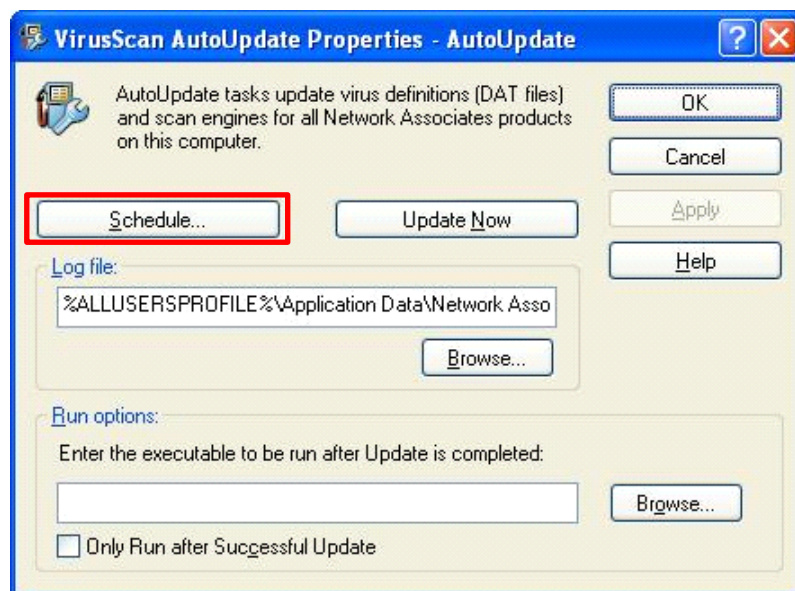 VirusScan AutoUpdate Properties - AutoUpdate
AutoUpdate tasks update virus definitions (DAT files)
and scan engines for all Network Associates products
on this computer.
OK
Cancel
Schedule...
Update Now
Apply
Help
Log file:
%ALLUSERSPROFILE%\Application Data\Network Asso
Browse...
Run options:
Enter the executable to be run after Update is completed:
Browse...
Only Run after Successful Update